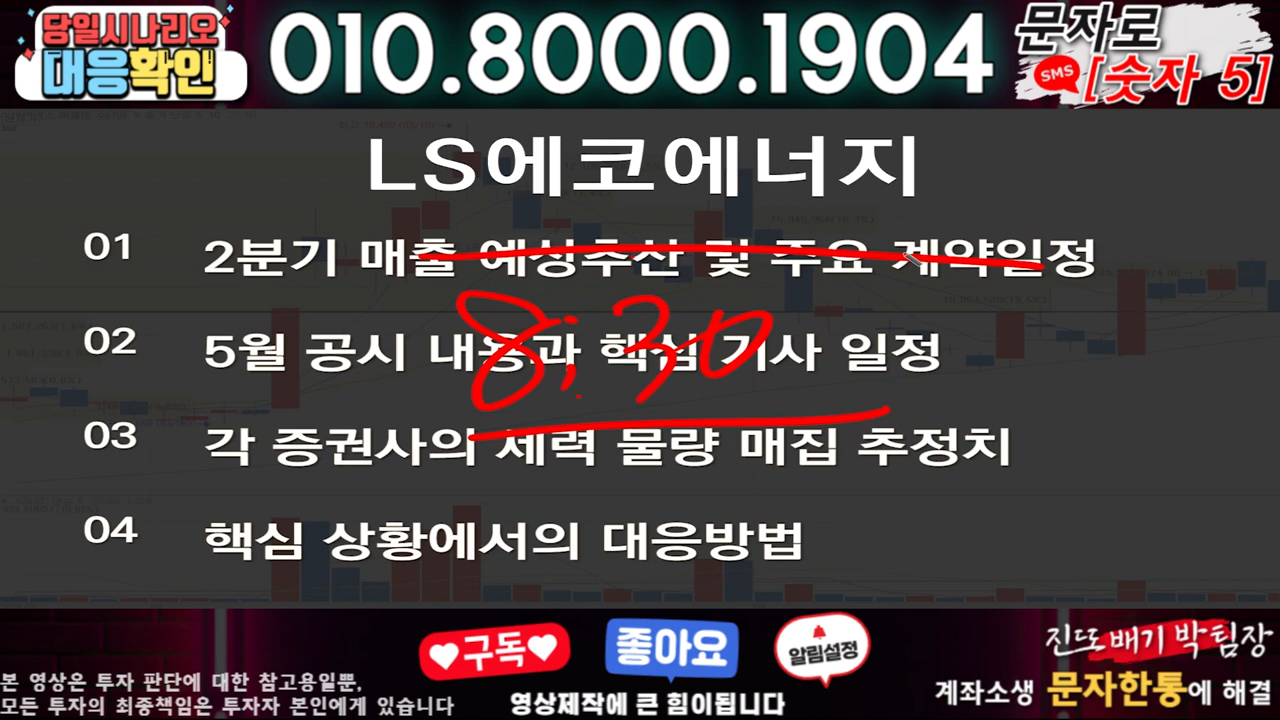 당일시나리오
대응확인
010.8000.1904
문자로
SMS
[숫자 5]
LS에코에너지
01 2분기 매출 예상추산 및 주요 계약일정
02 5월 공시 내용과 핵심 기사 일정
8:30
03 각 증권사의 세력 물량 매집 추정치
04 핵심 상황에서의 대응방법
구독
좋아요
알림설정
진또배기 박팀장
본 영상은 투자 판단에 대한 참고용일뿐,
모든 투자의 최종책임은 투자자 본인에게 있습니다
영상제작에 큰 힘이됩니다
계좌소생 문자한통에 해결